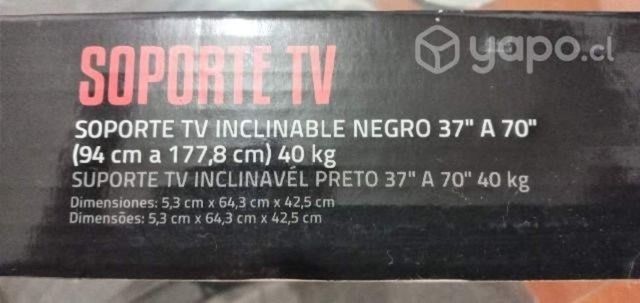 yapo.cl
SOPORTE TV
SOPORTE TV INCLINABLE NEGRO 37" A 70"
(94 cm a 177,8 cm) 40 kg
SUPORTE TV INCLINAVÉL PRETO 37" A 70" 40 kg
Dimensiones: 5,3 cm x 64,3 cm x 42,5 cm
Dimensões: 5,3 cm x 64,3 cm x 42,5 cm